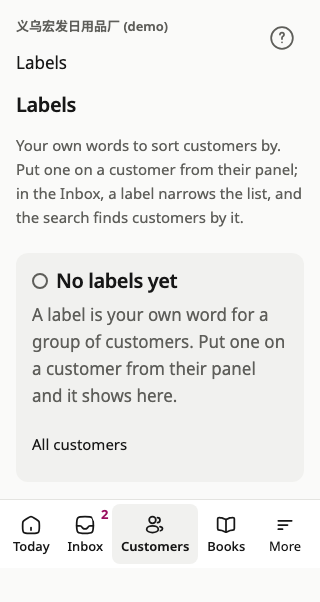 义乌宏发日用品厂 (demo)
Labels
Labels
Your own words to sort customers by.
Put one on a customer from their panel;
in the Inbox, a label narrows the list, and
the search finds customers by it.
No labels yet
A label is your own word for a
group of customers. Put one on
a customer from their panel
and it shows here.
All customers
2
Today
Inbox
Customers
Books
More